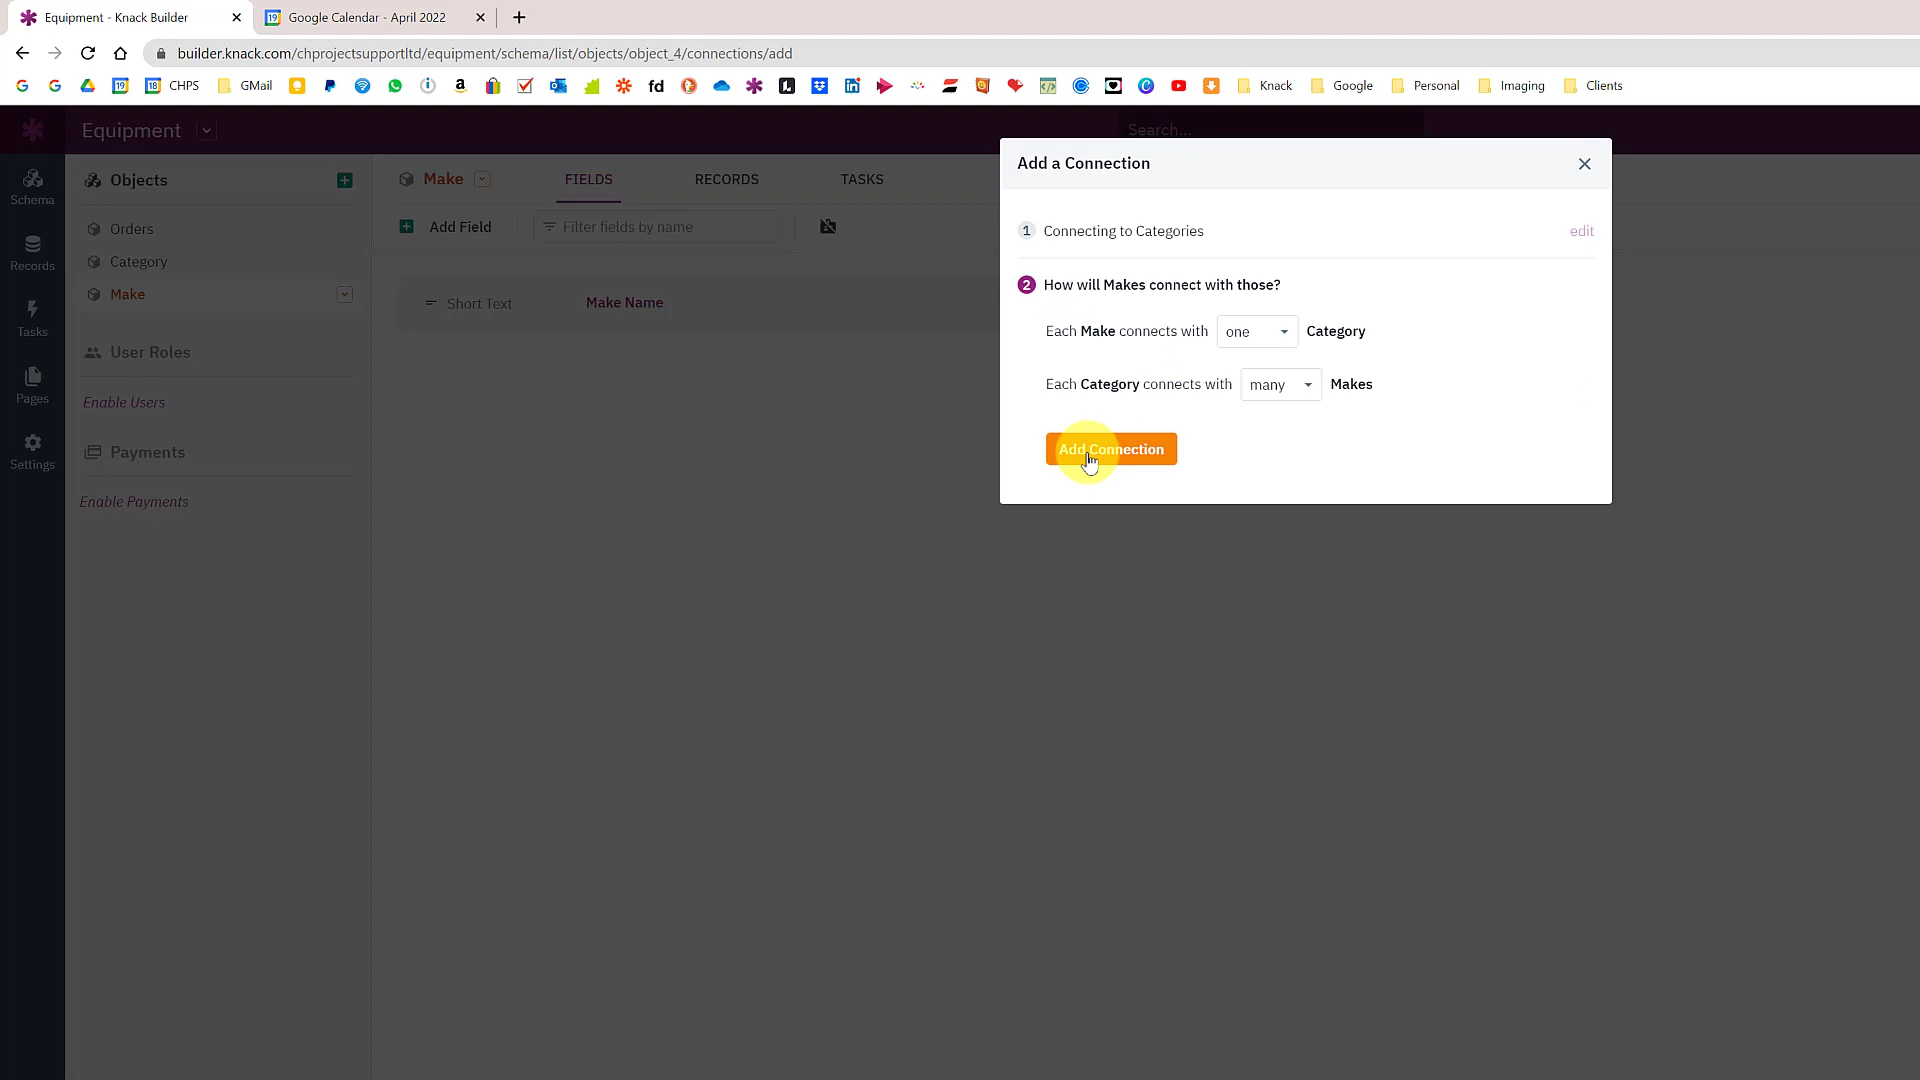 Equipment - Knack Builder
19
Google Calendar - April 2022
builder.knack.com/chprojectsupportltd/equipment/schema/list/objects/object_4/connections/add
19
18
CHPS
GMail
fd
Knack
Google
Personal
Imaging
Clients
Equipment
Search...
Schema
Records
Tasks
Pages
Settings
Objects
Orders
Category
Make
User Roles
Enable Users
Payments
Enable Payments
Make
FIELDS
RECORDS
TASKS
Add Field
Filter fields by name
Short Text
Make Name
Add a Connection
1 Connecting to Categories
edit
2 How will Makes connect with those?
Each Make connects with one Category
Each Category connects with many Makes
Add Connection